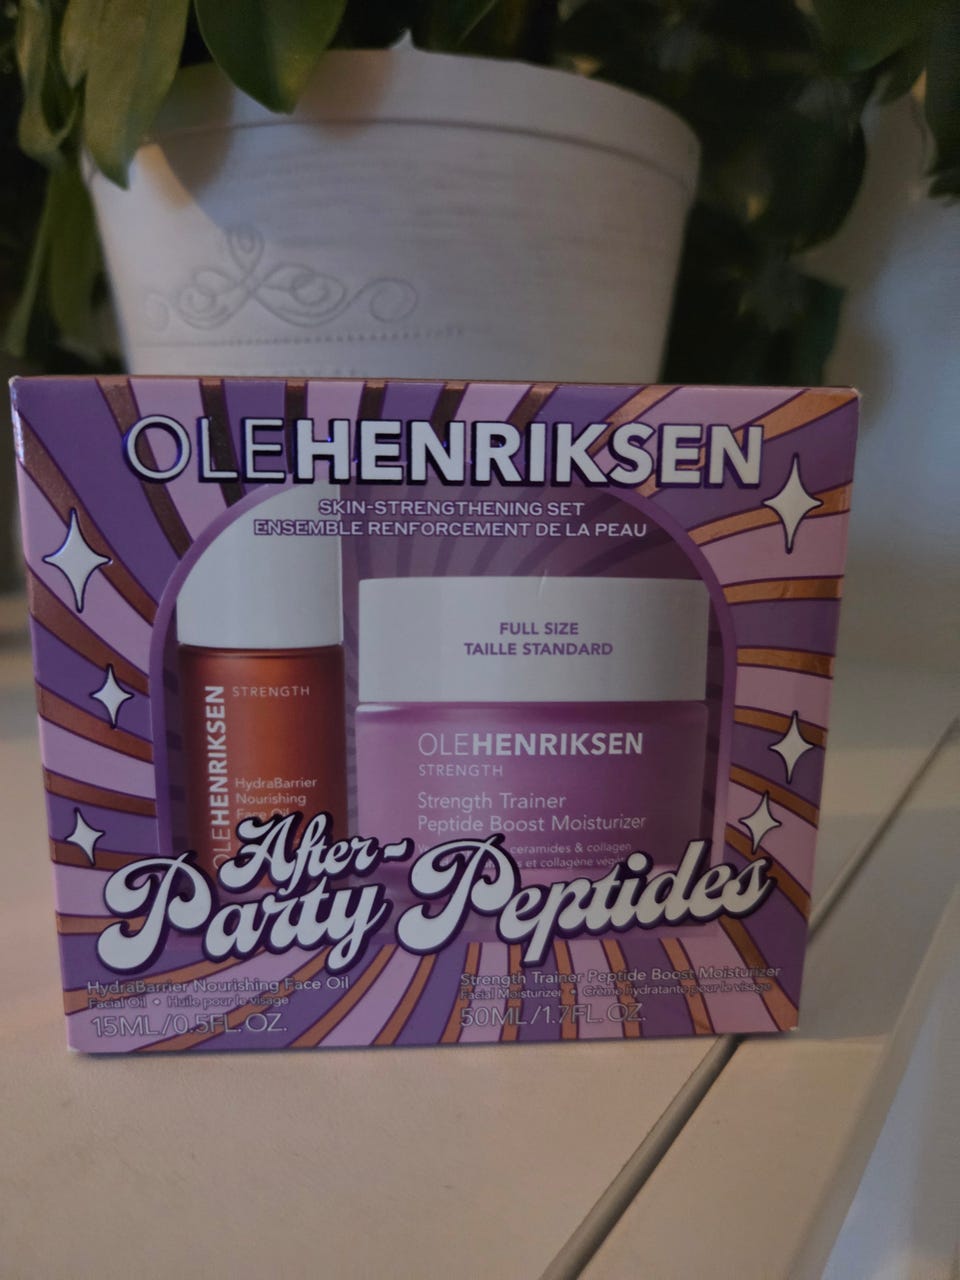 OLEHENRIKSEN
SKIN-STRENGTHENING SET
ENSEMBLE RENFORCEMENT DE LA PEAU
OLEHENRIKSEN
STRENGTH
HydraBarrier
Nourishing
Face Oil
FULL SIZE
TAILLE STANDARD
OLEHENRIKSEN
STRENGTH
Strength Trainer
Peptide Boost Moisturizer
ceramides & collagen
et collagène
After-
Party Peptides
HydraBarrier Nourishing Face Oil
Facial Oil • Huile pour le visage
15ML/0.5FL. OZ.
Strength Trainer Peptide Boost Moisturizer
Facial Moisturizer • Crème hydratante pour le visage
50ML/1.7FL. OZ.